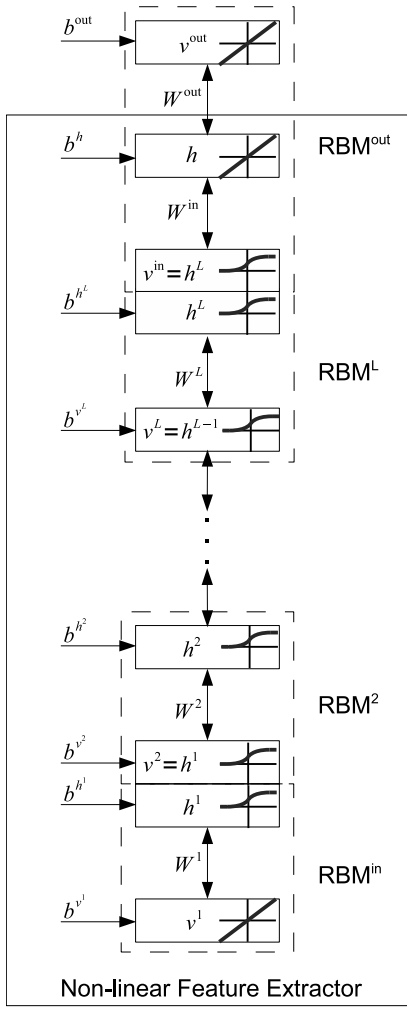 b^out
v^out
W^out
b^h
h
RBM^out
W^in
v^in = h^L
b^{h^L}
h^L
W^L
RBM^L
b^{v^L}
v^L = h^{L−1}
b^{h^2}
h^2
W^2
RBM^2
b^{v^2}
v^2 = h^1
b^{h^1}
h^1
W^1
RBM^in
b^{v^1}
v^1
Non-linear Feature Extractor